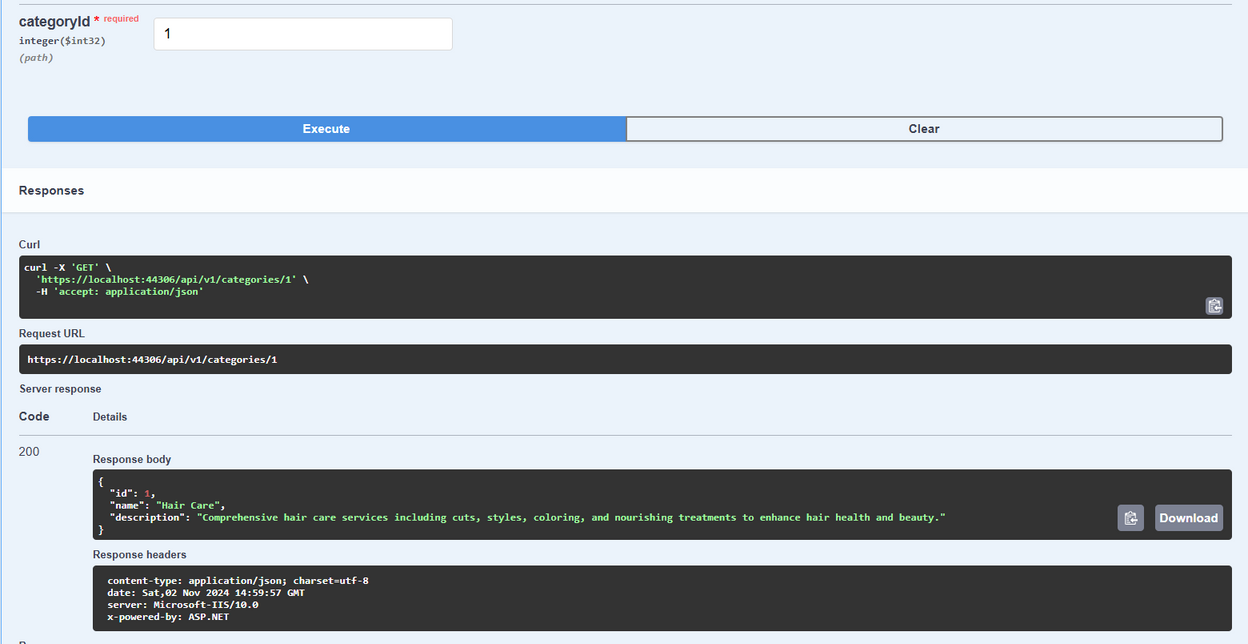 categoryId * required
integer($int32)
1
(path)
Execute
Clear
Responses
Curl
curl -X 'GET' \
'https://localhost:44306/api/v1/categories/1' \
-H 'accept: application/json'
Request URL
https://localhost:44306/api/v1/categories/1
Server response
Code
Details
200
Response body
{
"id": 1,
"name": "Hair Care",
"description": "Comprehensive hair care services including cuts, styles, coloring, and nourishing treatments to enhance hair health and beauty."
}
Download
Response headers
content-type: application/json; charset=utf-8
date: Sat,02 Nov 2024 14:59:57 GMT
server: Microsoft-IIS/10.0
x-powered-by: ASP.NET